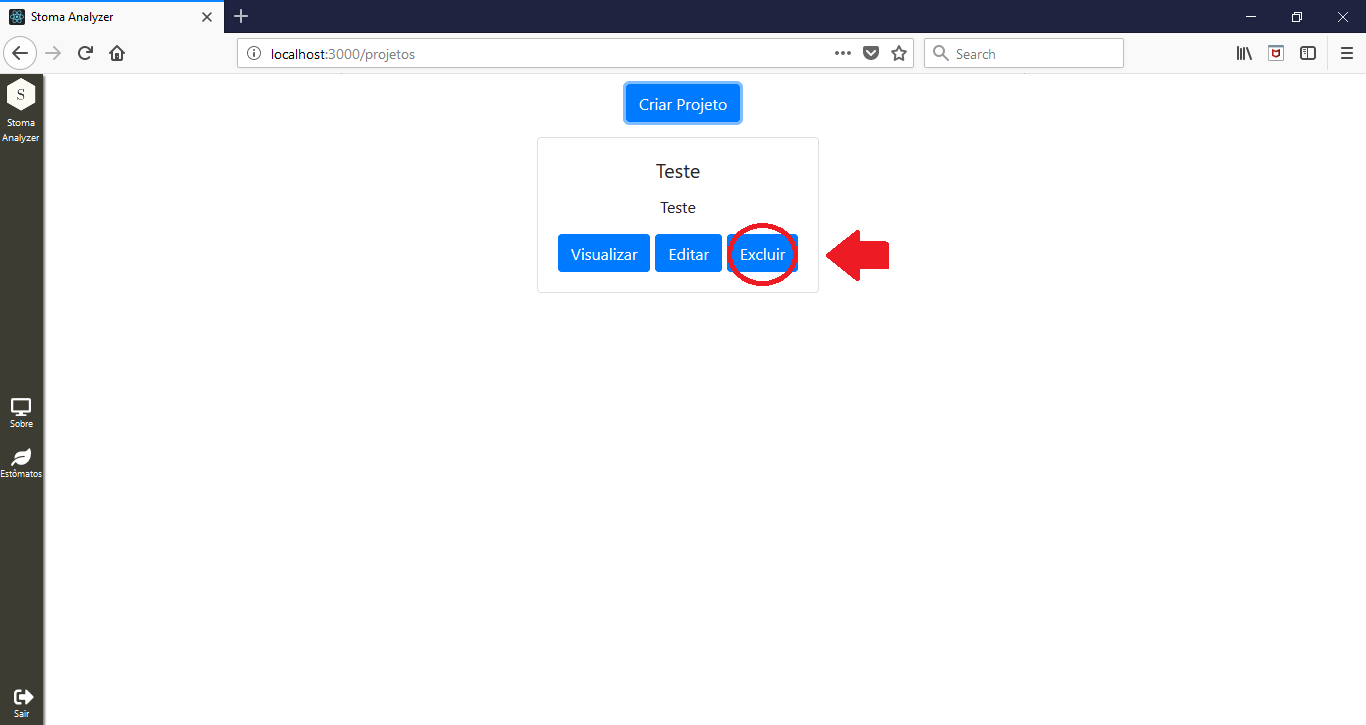 Stoma Analyzer
localhost:3000/projetos
Search
S
Stoma
Analyzer
Criar Projeto
Teste
Teste
Visualizar Editar Excluir
Sobre
Estômatos
Sair